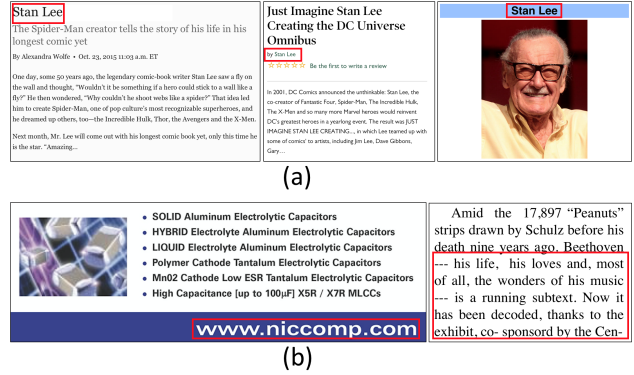 Stan Lee
The Spider-Man creator tells the story of his life in his
longest comic yet
By Alexandra Wolfe • Oct. 23, 2015 11:03 a.m. ET
One day, some 50 years ago, the legendary comic-book writer Stan Lee saw a fly on
the wall and thought, "Wouldn't it be something if a hero could stick to a wall like a
fly?" He then wondered, "Why couldn't he shoot webs like a spider?" That idea led
him to create Spider-Man, one of pop culture's most recognizable superheroes, and
he dreamed up others, too—the Incredible Hulk, Thor, the Avengers and the X-Men.
Next month, Mr. Lee will come out with his longest comic book yet, only this time he
is the star. "Amazing...
Just Imagine Stan Lee
Creating the DC Universe
Omnibus
by Stan Lee
Be the first to write a review
In 2001, DC Comics announced the unthinkable: Stan Lee, the
co-creator of Fantastic Four, Spider-Man, The Incredible Hulk,
The X-Men and so many more Marvel heroes would reinvent
DC's greatest heroes in a yearlong event. The result was JUST
IMAGINE STAN LEE CREATING..., in which Lee teamed up with
some of comics' to artists, including Jim Lee, Dave Gibbons,
Gary…
Stan Lee
(a)
• SOLID Aluminum Electrolytic Capacitors
• HYBRID Electrolyte Aluminum Electrolytic Capacitors
• LIQUID Electrolyte Aluminum Electrolytic Capacitors
• Polymer Cathode Tantalum Electrolytic Capacitors
• Mn02 Cathode Low ESR Tantalum Electrolytic Capacitors
• High Capacitance [up to 100µF] X5R / X7R MLCCs
www.niccomp.com
Amid the 17,897 "Peanuts"
strips drawn by Schulz before his
death nine years ago. Beethoven
--- his life, his loves and, most
of all, the wonders of his music
--- is a running subtext. Now it
has been decoded, thanks to the
exhibit, co- sponsord by the Cen-
(b)